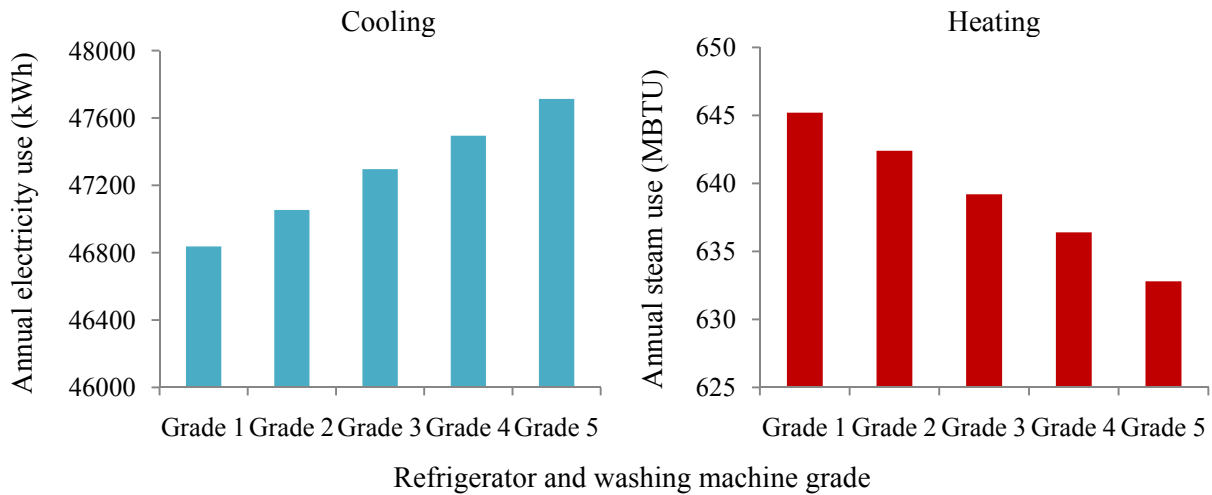 Cooling
Annual electricity use (kWh)
48000
47600
47200
46800
46400
46000
Grade 1 Grade 2 Grade 3 Grade 4 Grade 5
Heating
Annual steam use (MBTU)
650
645
640
635
630
625
Grade 1 Grade 2 Grade 3 Grade 4 Grade 5
Refrigerator and washing machine grade